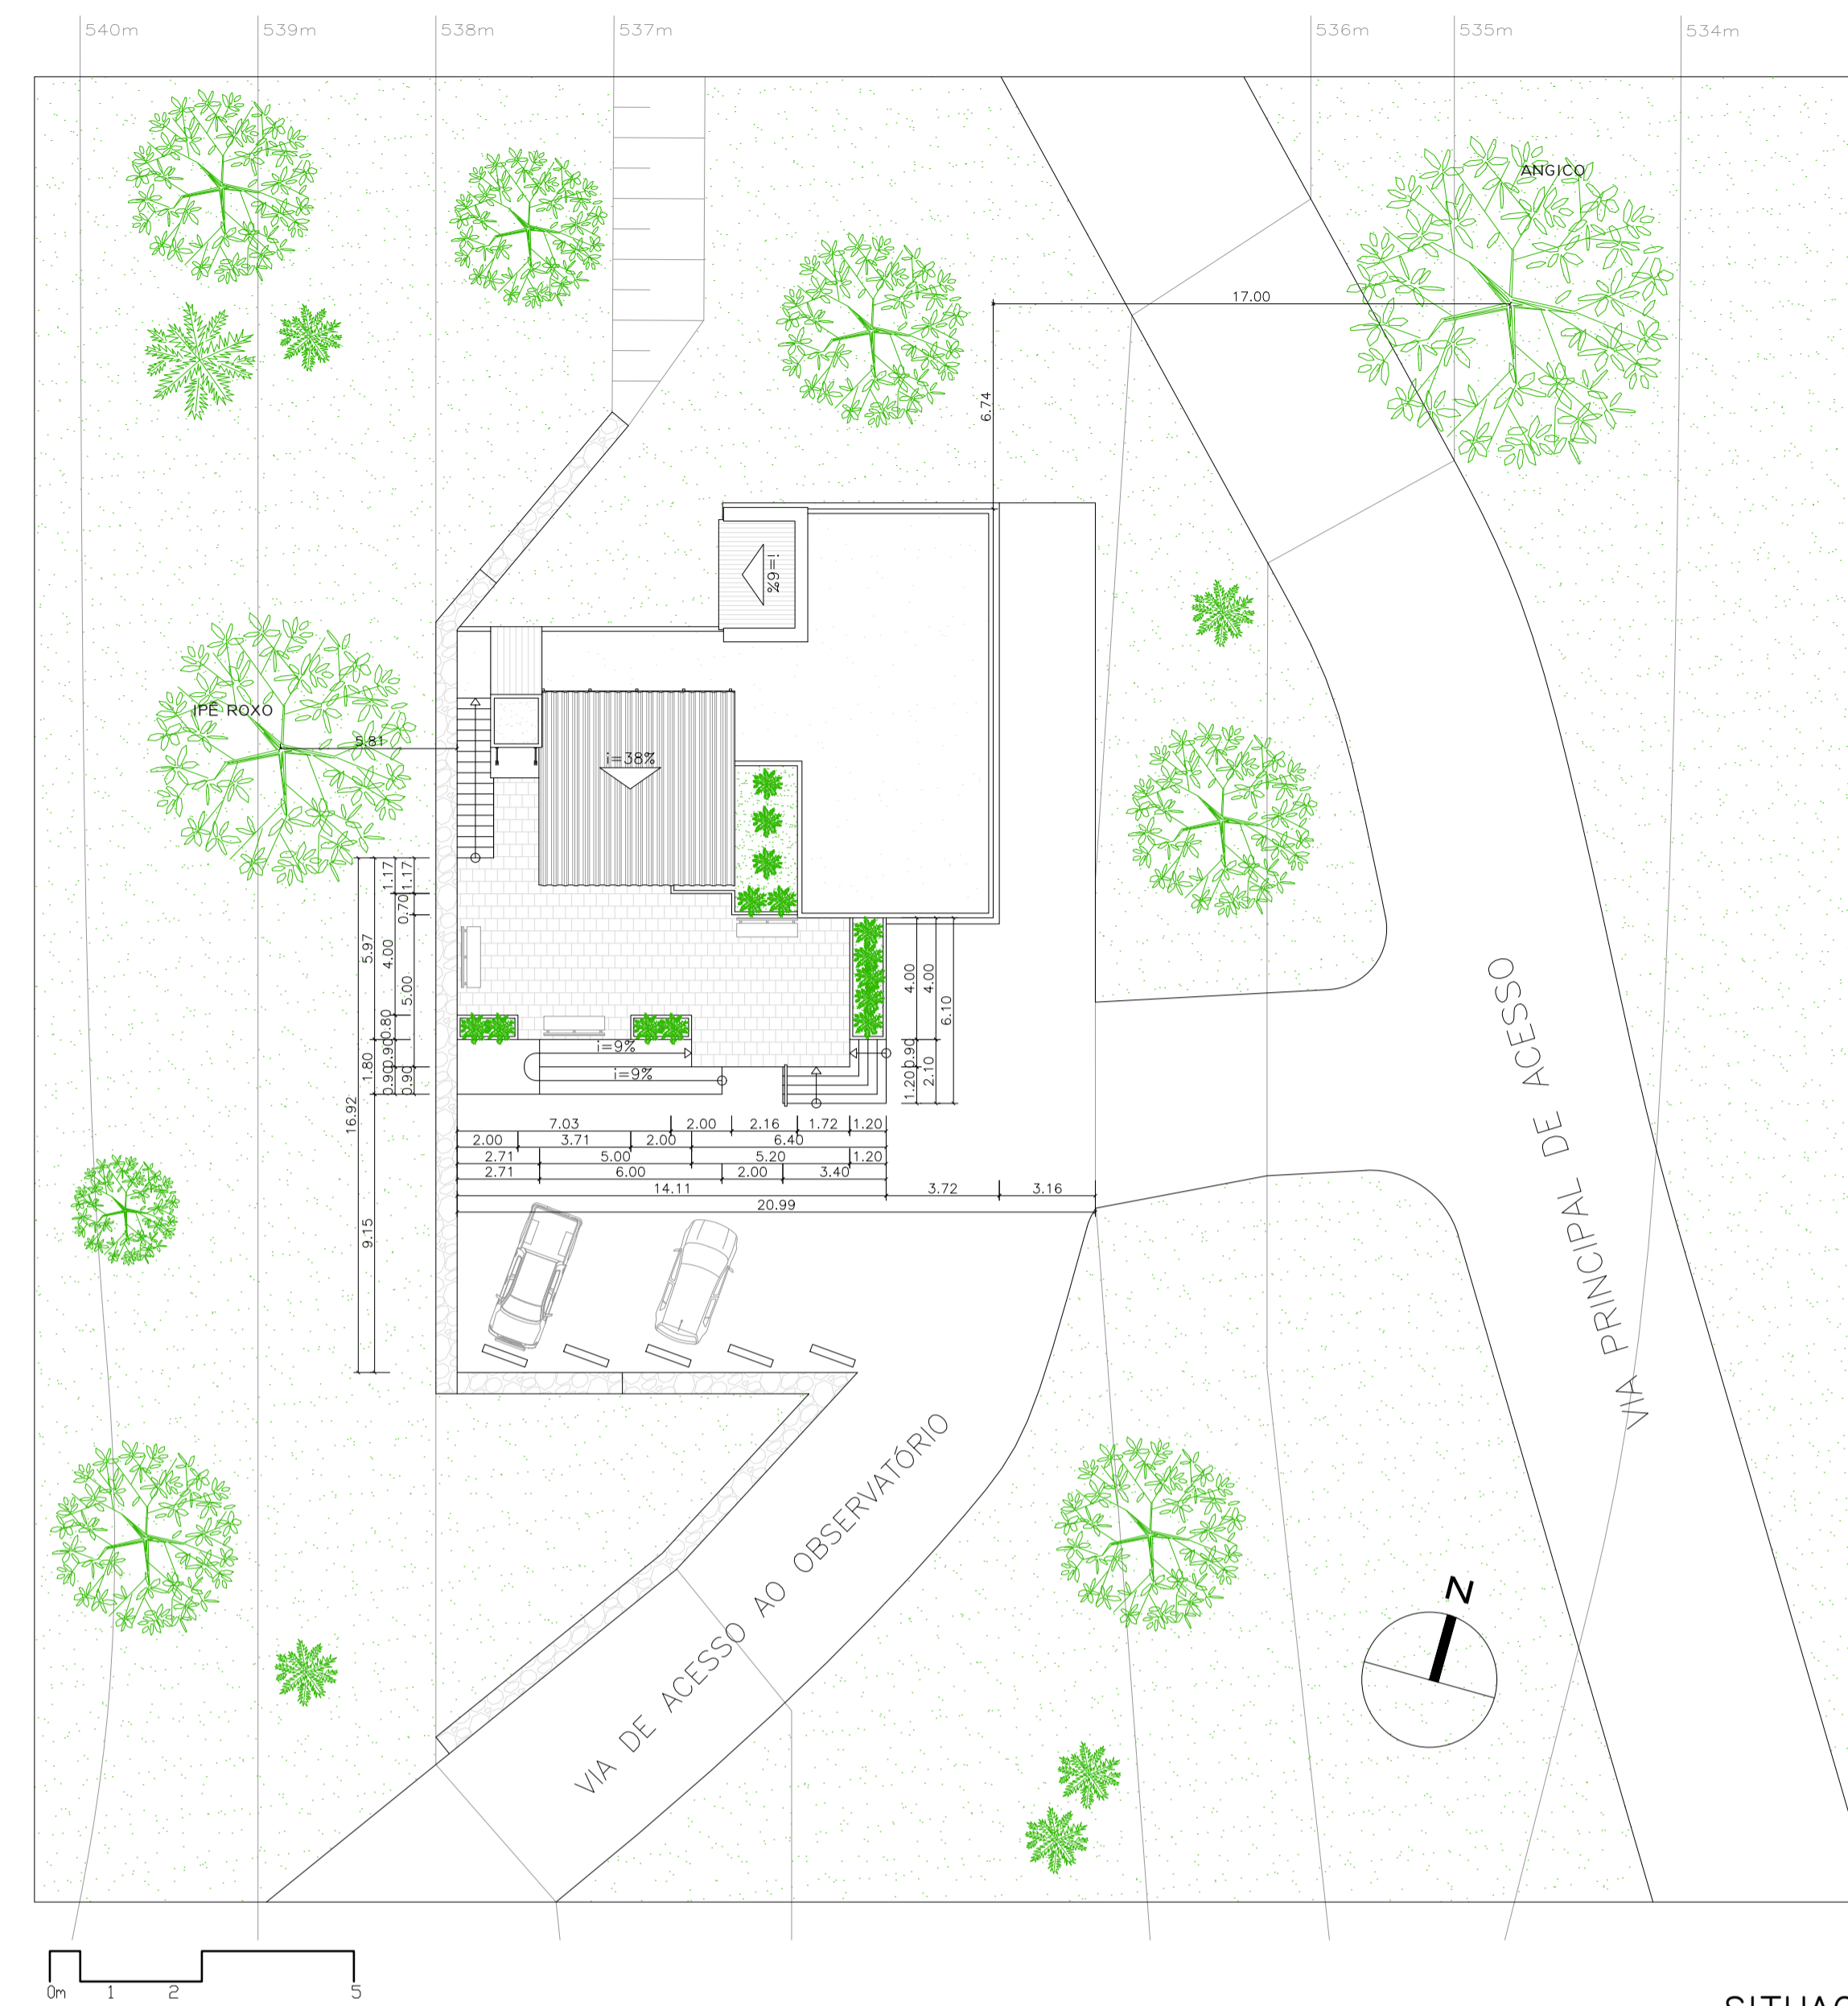 540m 539m 538m 537m 536m 535m 534m
ANGICO
17.00
6.74
i=6%
IPÊ ROXO
5.81
i=38%
1.17
1.17
0.70
5.97
4.00
5.00
0.80
0.90
1.80
0.90
0.90
16.92
9.15
4.00
4.00
6.10
0.90
1.20
2.10
i=9%
i=9%
7.03 2.00 2.16 1.72 1.20
2.00 3.71 2.00 6.40
2.71 5.00 5.20 1.20
2.71 6.00 2.00 3.40
14.11 3.72 3.16
20.99
VIA PRINCIPAL DE ACESSO
VIA DE ACESSO AO OBSERVATÓRIO
N
0m 1 2 5